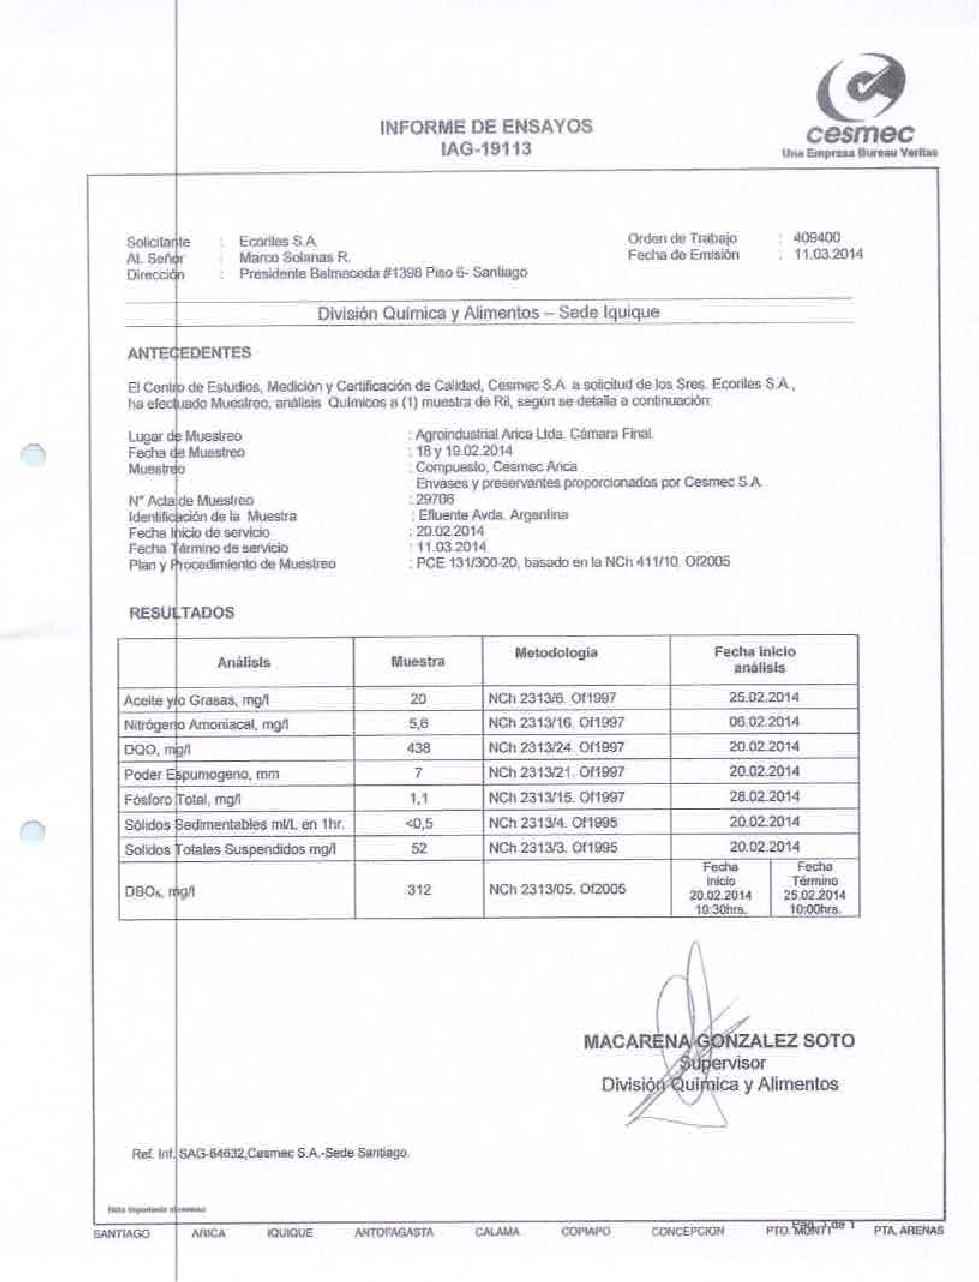 cesmec
Una Empresa Bureau Veritas
INFORME DE ENSAYOS
IAG-19113
Solicitante : Ecoriles S.A
At. Señor : Marco Solanas R.
Dirección : Presidente Balmaceda #1398 Piso 6- Santiago
Orden de Trabajo : 409400
Fecha de Emisión : 11.03.2014
División Química y Alimentos – Sede Iquique
ANTECEDENTES
El Centro de Estudios, Medición y Certificación de Calidad, Cesmec S.A. a solicitud de los Sres. Ecoriles S.A.,
ha efectuado Muestreo, análisis Químicos a (1) muestra de Ril, según se detalla a continuación:
Lugar de Muestreo : Agroindustrial Arica Ltda. Cámara Final.
Fecha de Muestreo : 18 y 19.02.2014
Muestreo : Compuesto, Cesmec Arica
Envases y preservantes proporcionados por Cesmec S.A.
N° Acta de Muestreo : 29706
Identificación de la Muestra : Efluente Avda. Argentina
Fecha Inicio de servicio : 20.02.2014
Fecha Término de servicio : 11.03.2014
Plan y Procedimiento de Muestreo : PCE 131/300-20, basado en la NCh 411/10. Of2005
RESULTADOS
Análisis Muestra Metodología Fecha inicio análisis
Aceite y/o Grasas, mg/l 20 NCh 2313/6. Of1997 25.02.2014
Nitrógeno Amoniacal, mg/l 5,6 NCh 2313/16. Of1997 06.02.2014
DQO, mg/l 438 NCh 2313/24. Of1997 20.02.2014
Poder Espumogeno, mm 7 NCh 2313/21. Of1997 20.02.2014
Fósforo Total, mg/l 1,1 NCh 2313/15. Of1997 28.02.2014
Sólidos Sedimentables ml/L en 1hr. <0,5 NCh 2313/4. Of1995 20.02.2014
Solidos Totales Suspendidos mg/l 52 NCh 2313/3. Of1995 20.02.2014
DBO₅, mg/l 312 NCh 2313/05. Of2005 Fecha Inicio 20.02.2014 10:30hrs. Fecha Término 25.02.2014 10:00hrs.
MACARENA GONZALEZ SOTO
Supervisor
División Química y Alimentos
Ref. Inf. SAG-64632,Cesmec S.A.-Sede Santiago.
Nota Importante al reverso
Pág. 1 de 1
SANTIAGO ARICA IQUIQUE ANTOFAGASTA CALAMA COPIAPO CONCEPCION PTO. MONTT PTA. ARENAS